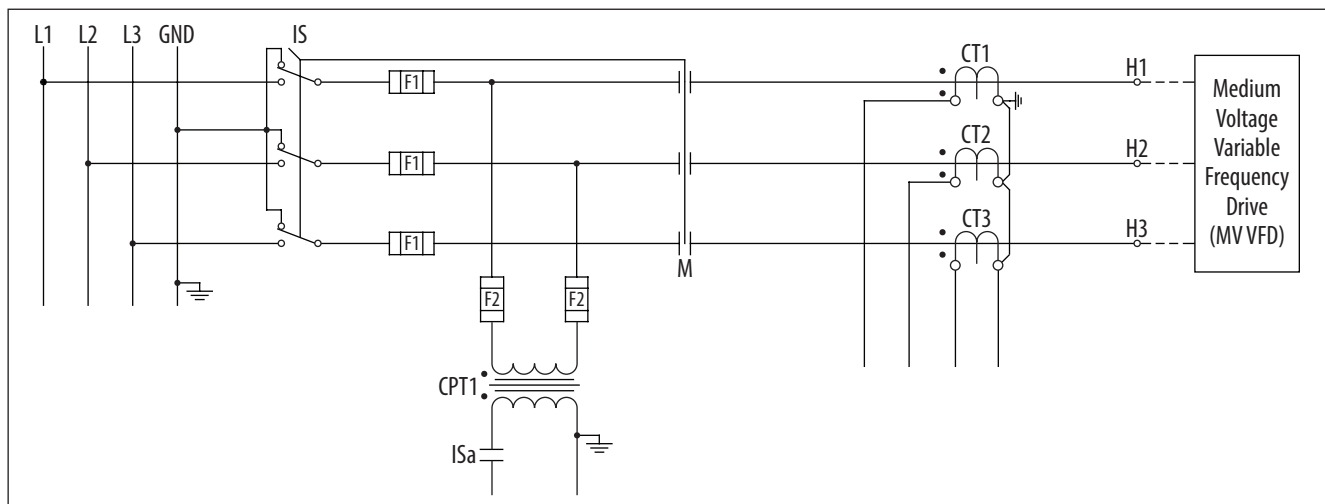 L1 L2 L3 GND IS
F1
F1
F1
F2 F2
CPT1
ISa
M
CT1
CT2
CT3
H1
H2
H3
Medium
Voltage
Variable
Frequency
Drive
(MV VFD)